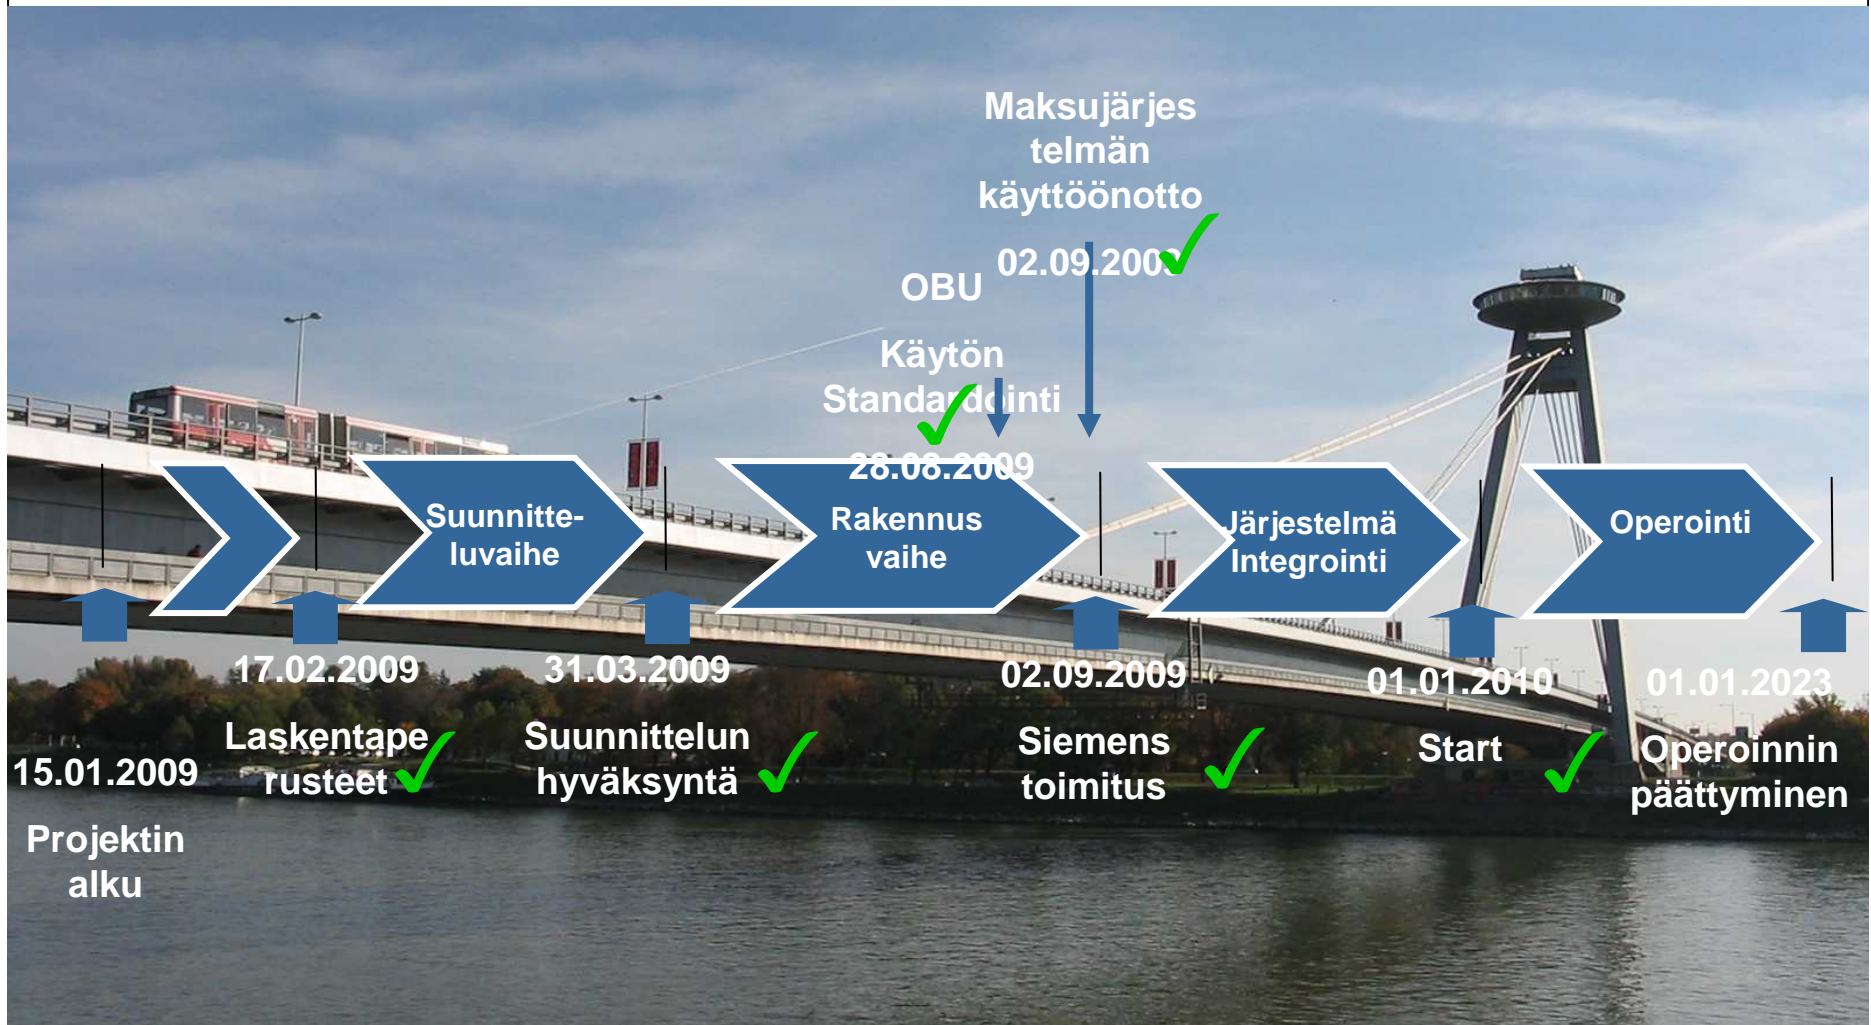 Maksujärjes
telmän
käyttöönotto
02.09.2009
OBU
Käytön
Standardointi
28.08.2009
Suunnitte-
luvaihe
Rakennus
vaihe
Järjestelmä
Integrointi
Operointi
15.01.2009
Projektin
alku
17.02.2009
Laskentape
rusteet
31.03.2009
Suunnittelun
hyväksyntä
02.09.2009
Siemens
toimitus
01.01.2010
Start
01.01.2023
Operoinnin
päättyminen